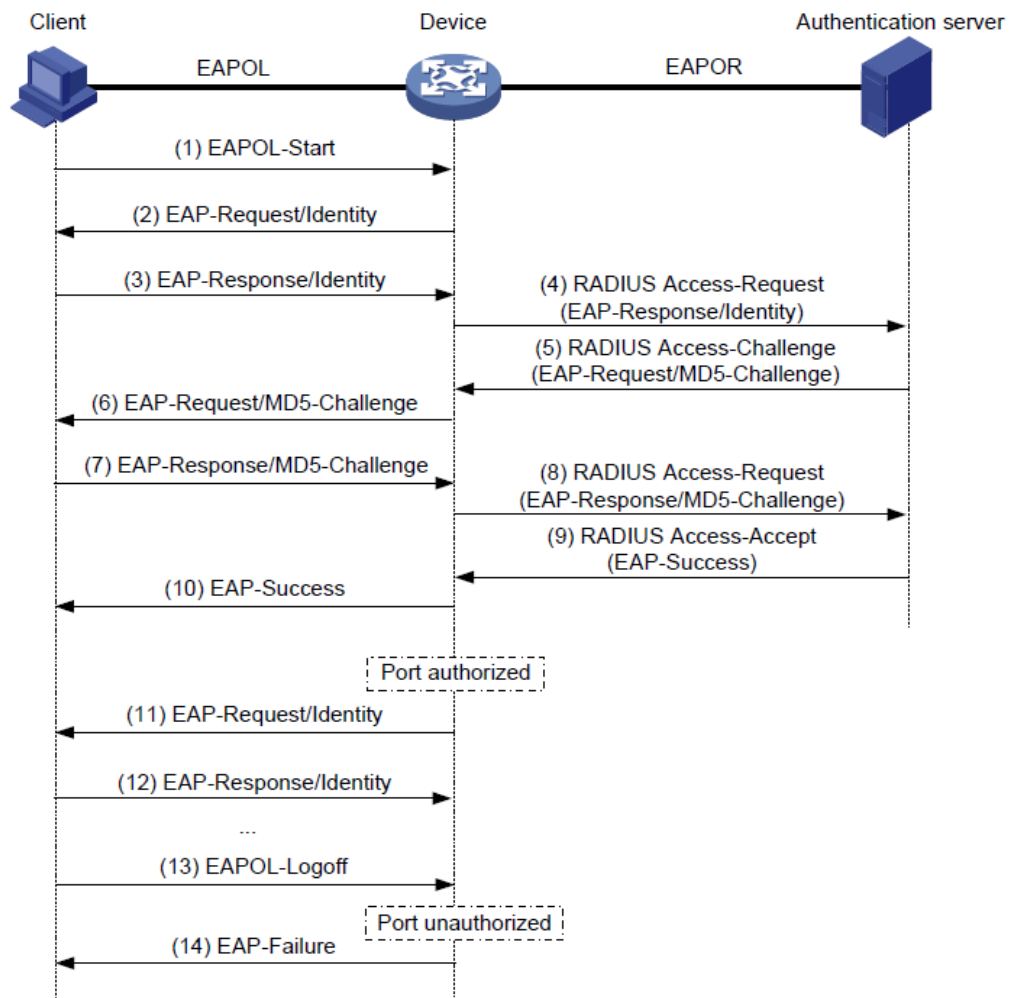 Client
Device
Authentication server
EAPOL
EAPOR
(1) EAPOL-Start
(2) EAP-Request/Identity
(3) EAP-Response/Identity
(4) RADIUS Access-Request
(EAP-Response/Identity)
(5) RADIUS Access-Challenge
(EAP-Request/MD5-Challenge)
(6) EAP-Request/MD5-Challenge
(7) EAP-Response/MD5-Challenge
(8) RADIUS Access-Request
(EAP-Response/MD5-Challenge)
(9) RADIUS Access-Accept
(EAP-Success)
(10) EAP-Success
Port authorized
(11) EAP-Request/Identity
(12) EAP-Response/Identity
...
(13) EAPOL-Logoff
Port unauthorized
(14) EAP-Failure